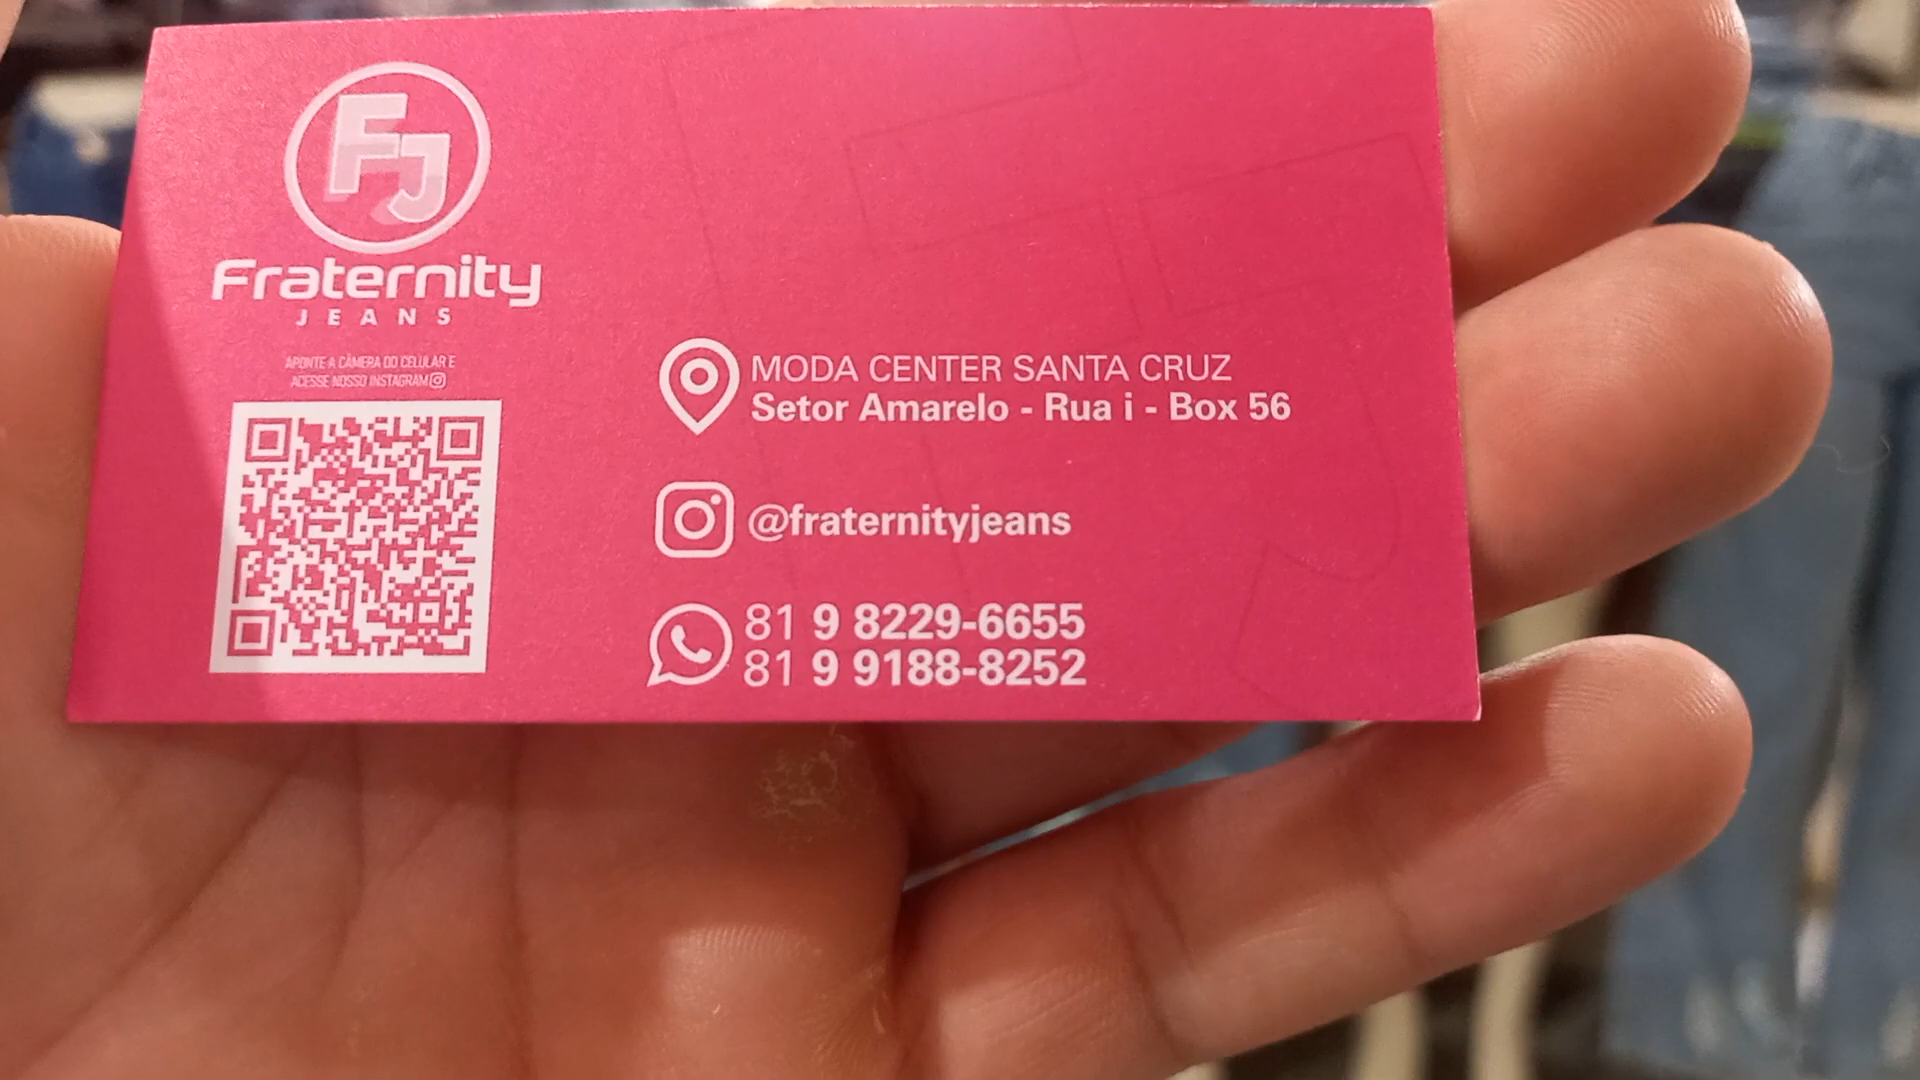 FJ
Fraternity
JEANS
APONTE A CÂMERA DO CELULAR E
ACESSE NOSSO INSTAGRAM
MODA CENTER SANTA CRUZ
Setor Amarelo - Rua i - Box 56
@fraternityjeans
81 9 8229-6655
81 9 9188-8252